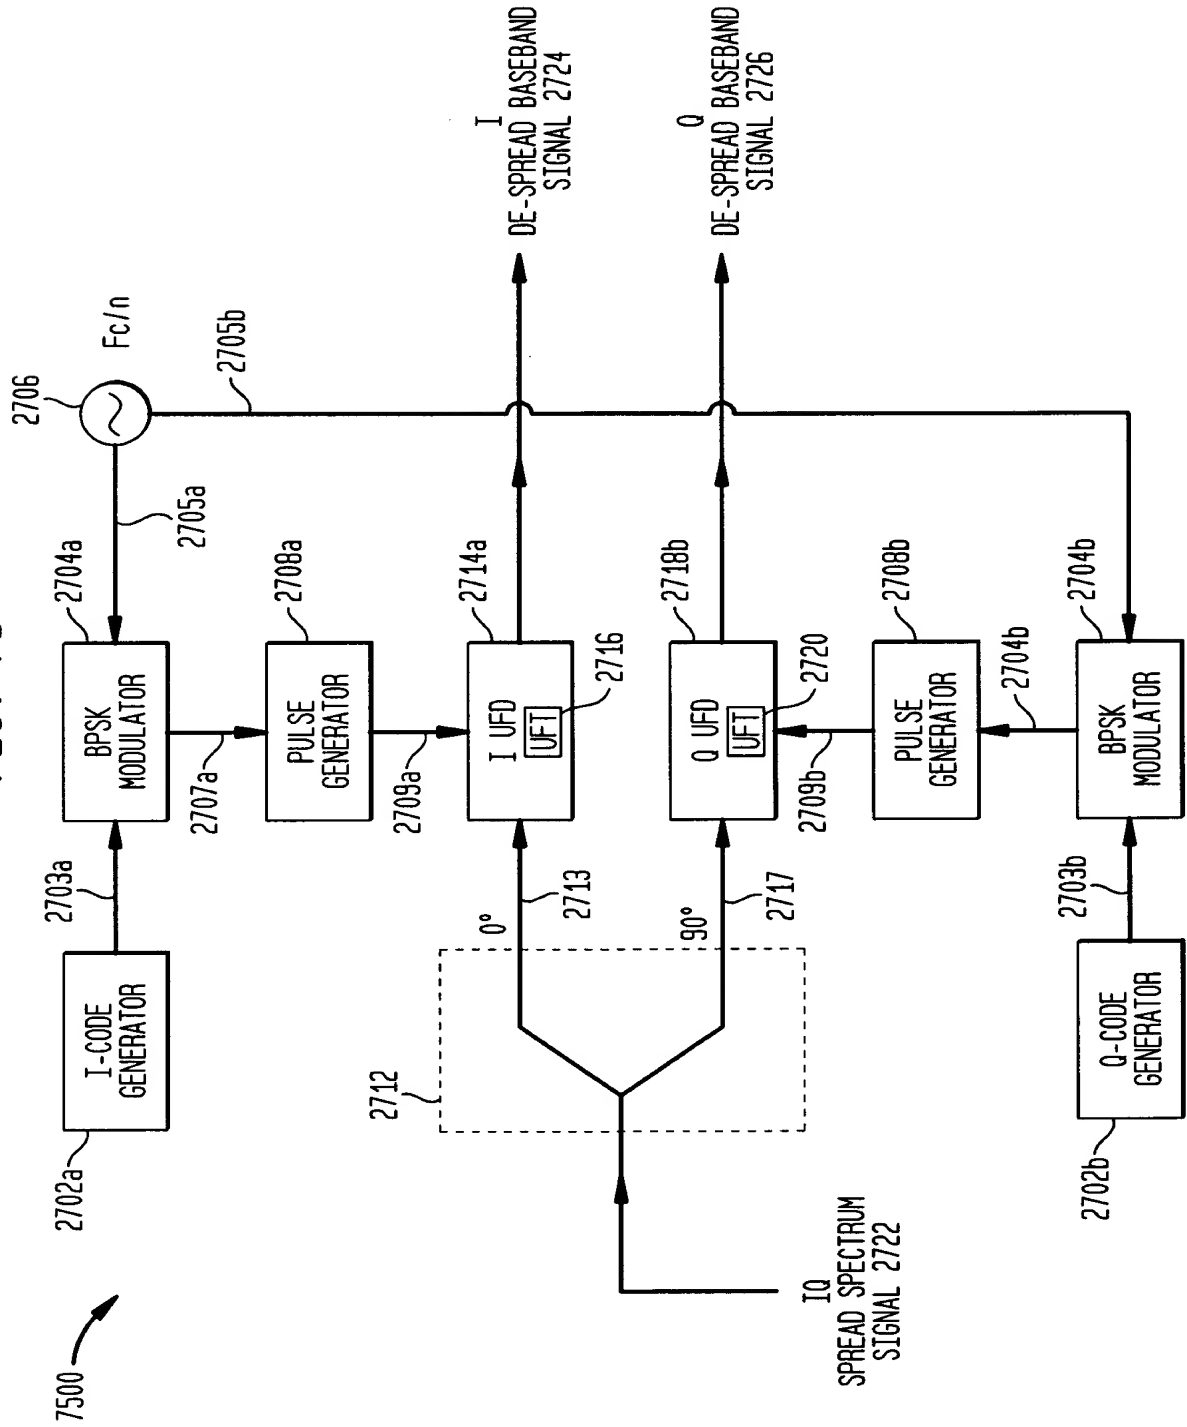 7500
2702a
I-CODE
GENERATOR
2703a
BPSK
MODULATOR
2704a
2705a
2706
Fc/n
2705b
2707a
PULSE
GENERATOR
2708a
2709a
I UFD
UFT
2714a
2716
I
DE-SPREAD BASEBAND
SIGNAL 2724
IQ
SPREAD SPECTRUM
SIGNAL 2722
2712
0°
2713
90°
2717
Q UFD
UFT
2718b
2720
Q
DE-SPREAD BASEBAND
SIGNAL 2726
2709b
PULSE
GENERATOR
2708b
2704b
BPSK
MODULATOR
2704b
2703b
Q-CODE
GENERATOR
2702b